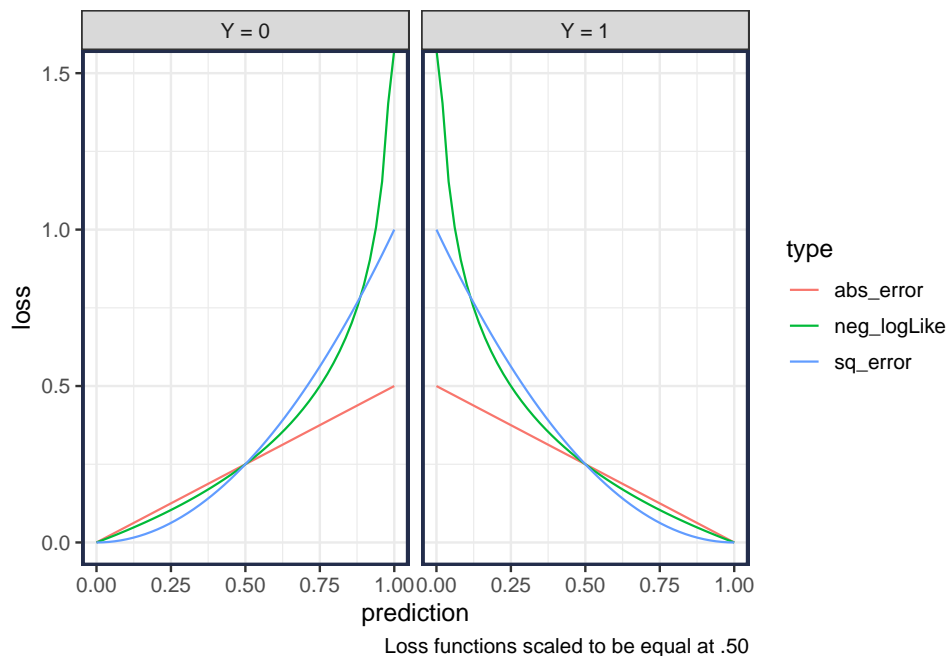 Y = 0
Y = 1
loss
1.5
1.0
0.5
0.0
0.00 0.25 0.50 0.75 1.00
0.00 0.25 0.50 0.75 1.00
prediction
type
abs_error
neg_logLike
sq_error
Loss functions scaled to be equal at .50